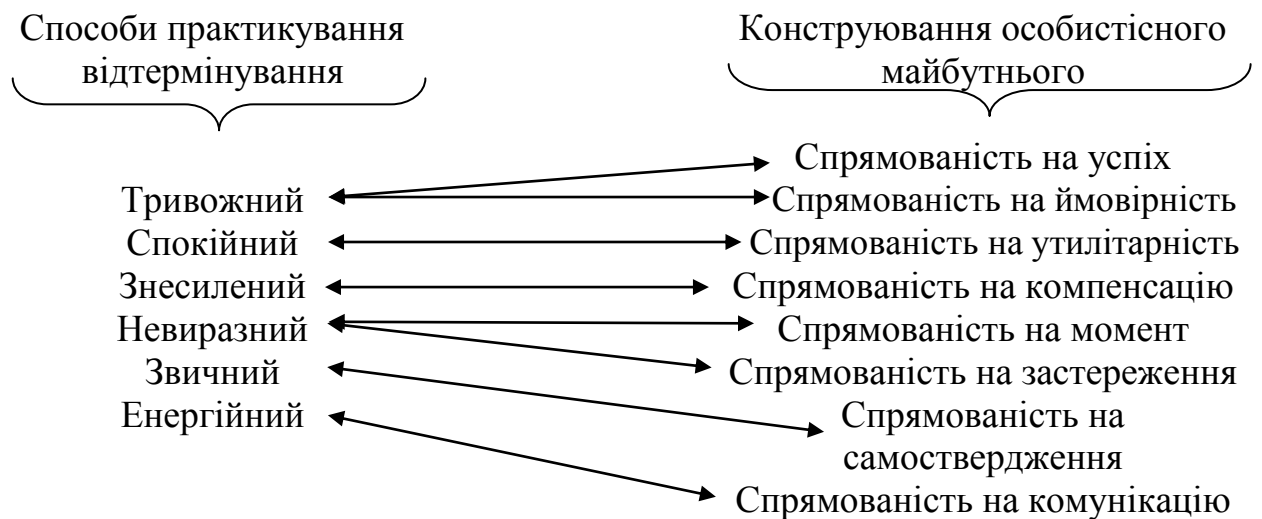 Способи практикування
відтермінування
Конструювання особистісного
майбутнього
Тривожний
Спокійний
Знесилений
Невиразний
Звичний
Енергійний
Спрямованість на успіх
Спрямованість на ймовірність
Спрямованість на утилітарність
Спрямованість на компенсацію
Спрямованість на момент
Спрямованість на застереження
Спрямованість на
самоствердження
Спрямованість на комунікацію